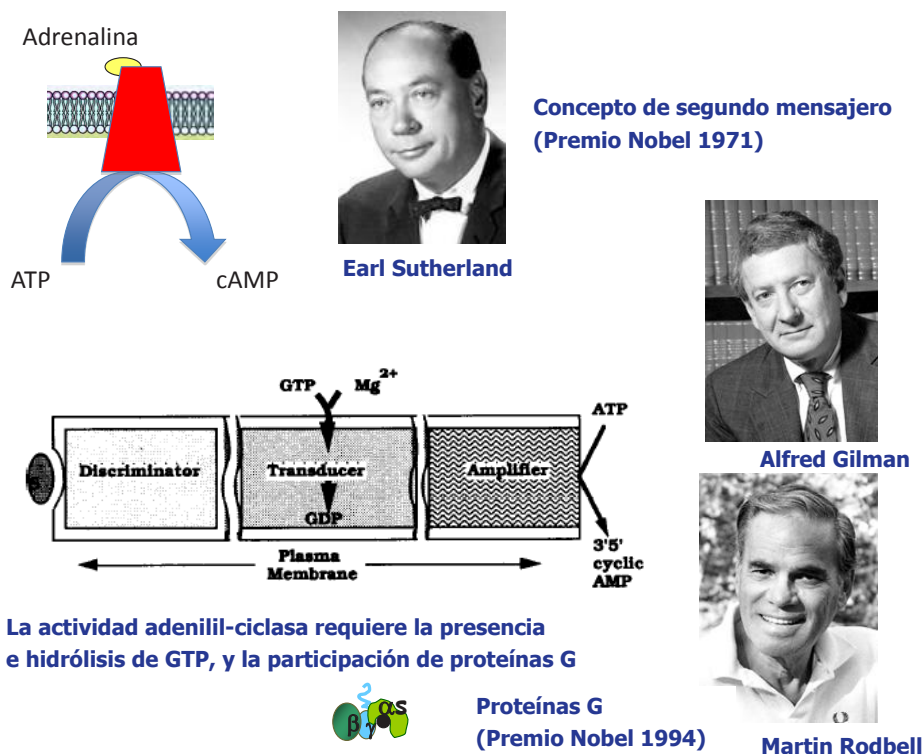 Adrenalina
ATP
cAMP
Earl Sutherland
Concepto de segundo mensajero
(Premio Nobel 1971)
Alfred Gilman
GTP
Mg2+
Discriminator
Transducer
GDP
Amplifier
ATP
3'5'
cyclic
AMP
Plasma
Membrane
La actividad adenilil-ciclasa requiere la presencia
e hidrólisis de GTP, y la participación de proteínas G
β γ αs
Proteínas G
(Premio Nobel 1994)
Martin Rodbell